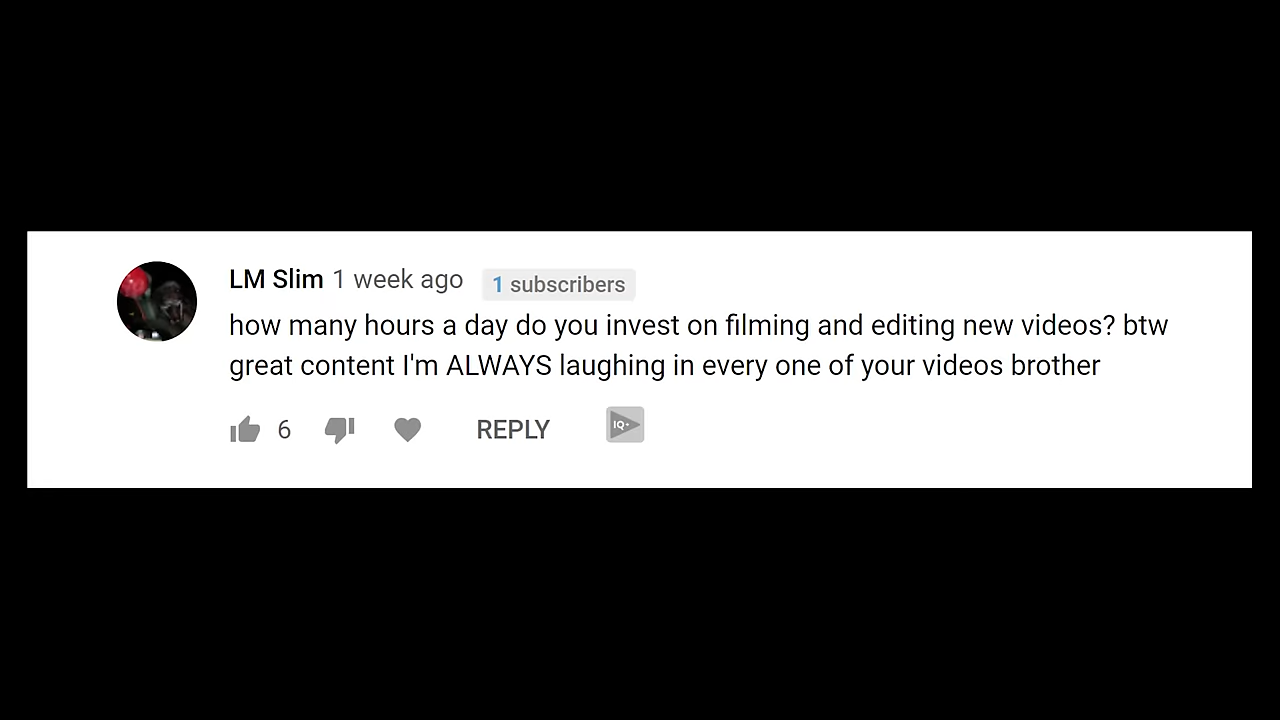 LM Slim 1 week ago 1 subscribers
how many hours a day do you invest on filming and editing new videos? btw
great content I'm ALWAYS laughing in every one of your videos brother
6 REPLY IQ+